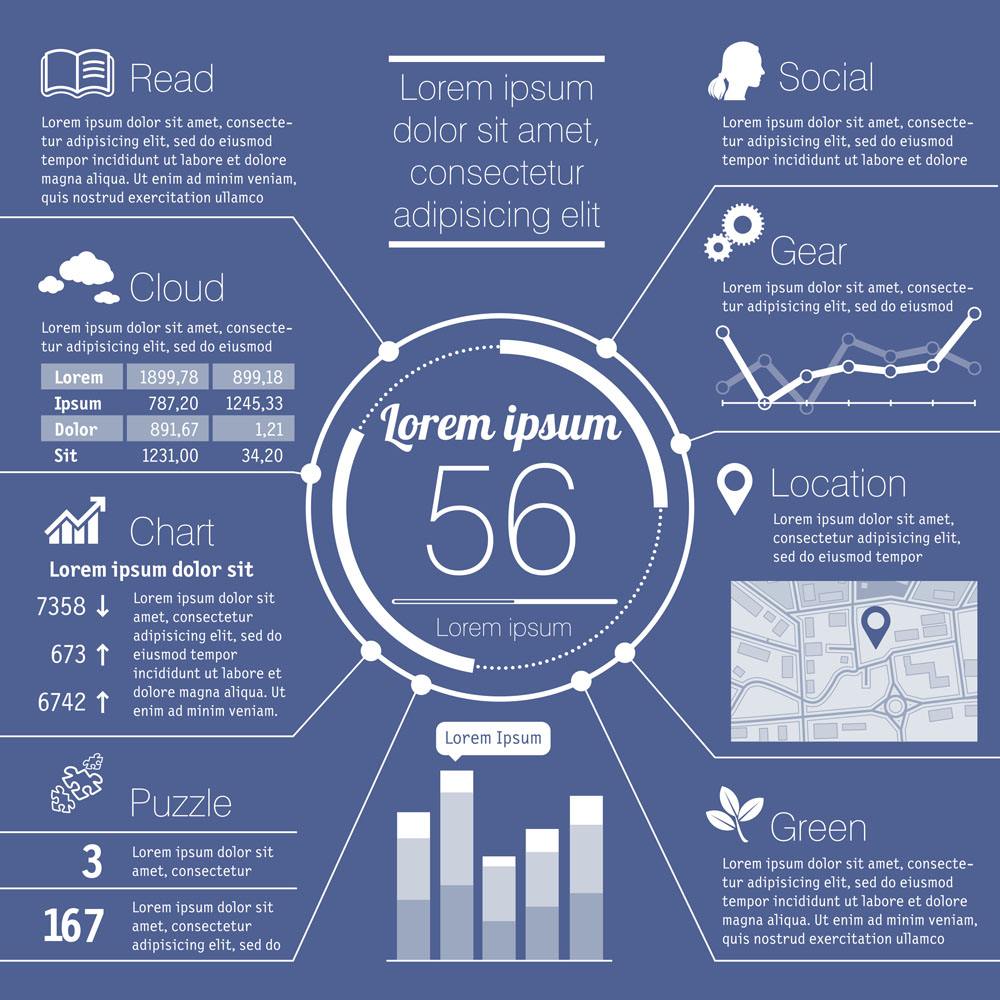 Read
Lorem ipsum dolor sit amet, consecte-
tur adipisicing elit, sed do eiusmod
tempor incididunt ut labore et dolore
magna aliqua. Ut enim ad minim veniam,
quis nostrud exercitation ullamco
Cloud
Lorem ipsum dolor sit amet, consecte-
tur adipisicing elit, sed do eiusmod
Lorem 1899,78 899,18
Ipsum 787,20 1245,33
Dolor 891,67 1,21
Sit 1231,00 34,20
Chart
Lorem ipsum dolor sit
7358 ↓
673 ↑
6742 ↑
Lorem ipsum dolor sit
amet, consectetur
adipisicing elit, sed do
eiusmod tempor
incididunt ut labore et
dolore magna aliqua. Ut
enim ad minim veniam.
Puzzle
3
Lorem ipsum dolor sit
amet, consectetur
167
Lorem ipsum dolor sit
amet, consectetur
adipisicing elit, sed do
Lorem ipsum
dolor sit amet,
consectetur
adipisicing elit
Lorem ipsum
56
Lorem ipsum
Lorem Ipsum
Social
Lorem ipsum dolor sit amet, consecte-
tur adipisicing elit, sed do eiusmod
tempor incididunt ut labore et dolore
Gear
Lorem ipsum dolor sit amet, consecte-
tur adipisicing elit, sed do eiusmod
Location
Lorem ipsum dolor sit amet,
consectetur adipisicing elit,
sed do eiusmod tempor
Green
Lorem ipsum dolor sit amet, consecte-
tur adipisicing elit, sed do eiusmod
tempor incididunt ut labore et dolore
magna aliqua. Ut enim ad minim veniam,
quis nostrud exercitation ullamco